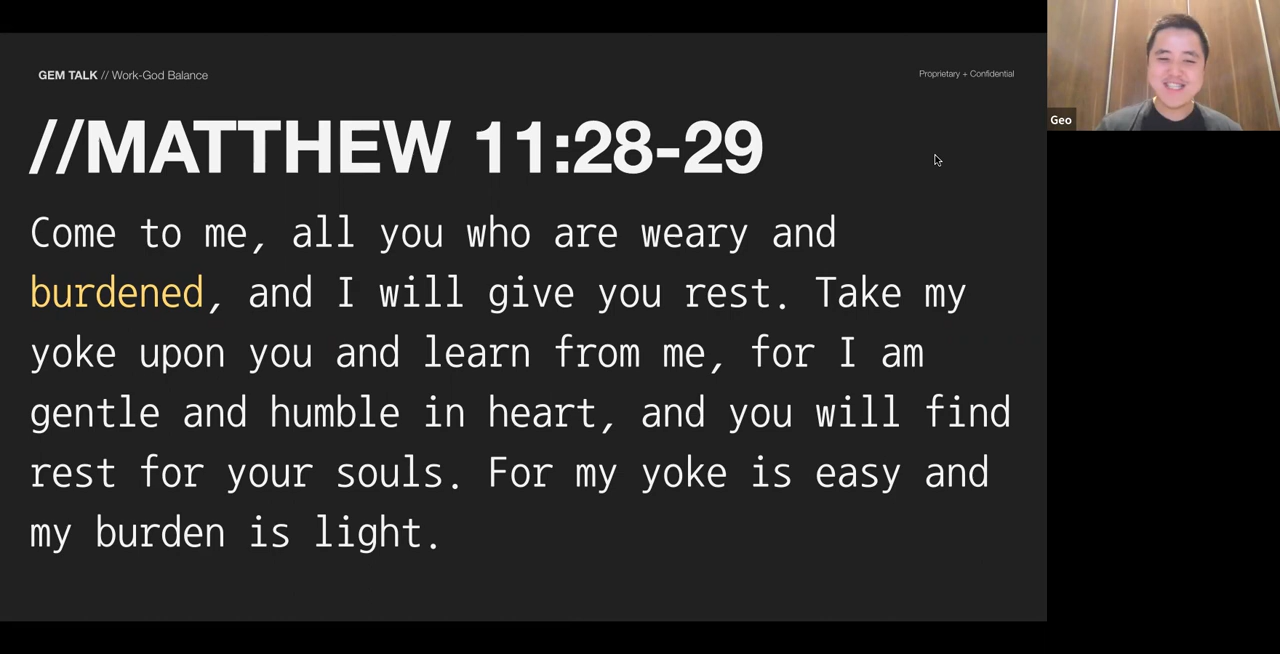 GEM TALK // Work-God Balance
Proprietary + Confidential
//MATTHEW 11:28-29
Come to me, all you who are weary and
burdened, and I will give you rest. Take my
yoke upon you and learn from me, for I am
gentle and humble in heart, and you will find
rest for your souls. For my yoke is easy and
my burden is light.
Geo